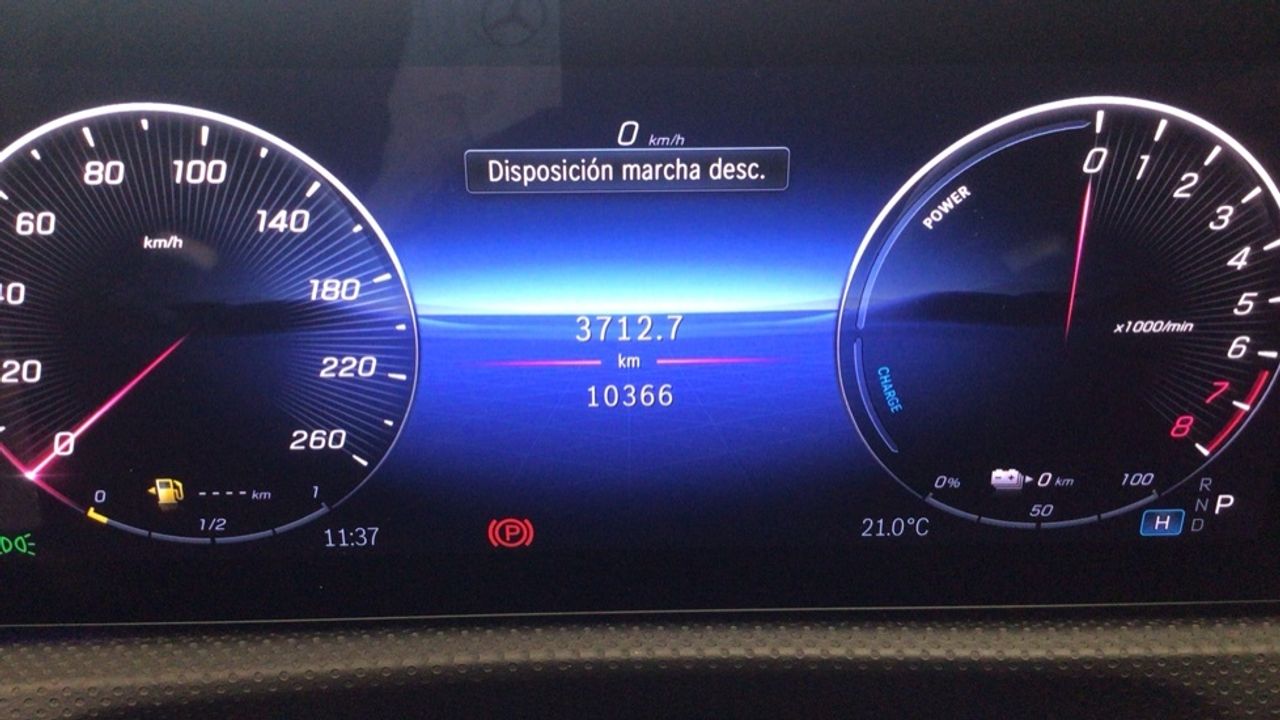 0 km/h
Disposición marcha desc.
3712.7
km
10366
80 100
60 140
km/h
180
20 220
0 260
0 1/2 1
---- km
11:37
P
21.0°C
POWER
CHARGE
0 1 2 3 4 5 6 7 8
x1000/min
0% 50 100
0 km
H
R
N P
D